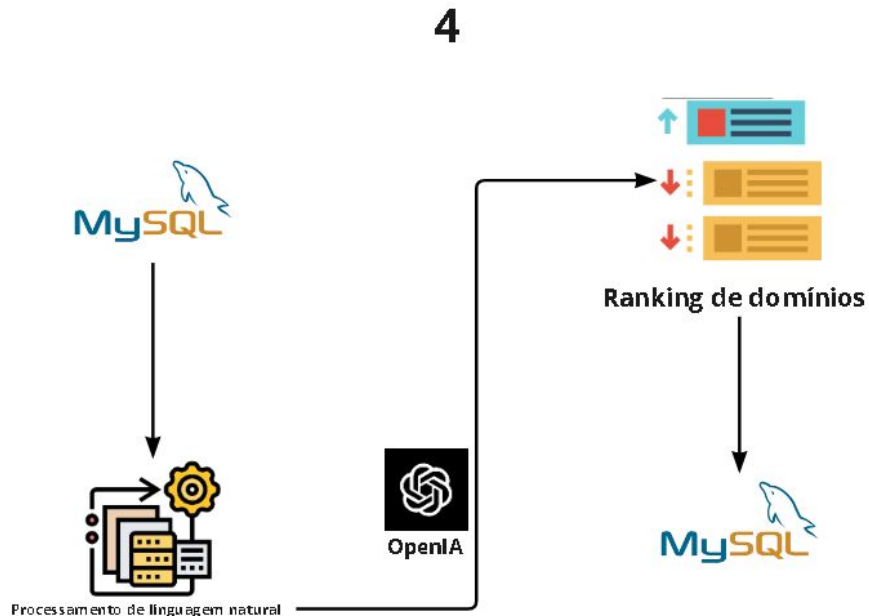 4
MySQL
Ranking de domínios
OpenIA
MySQL
Processamento de linguagem natural